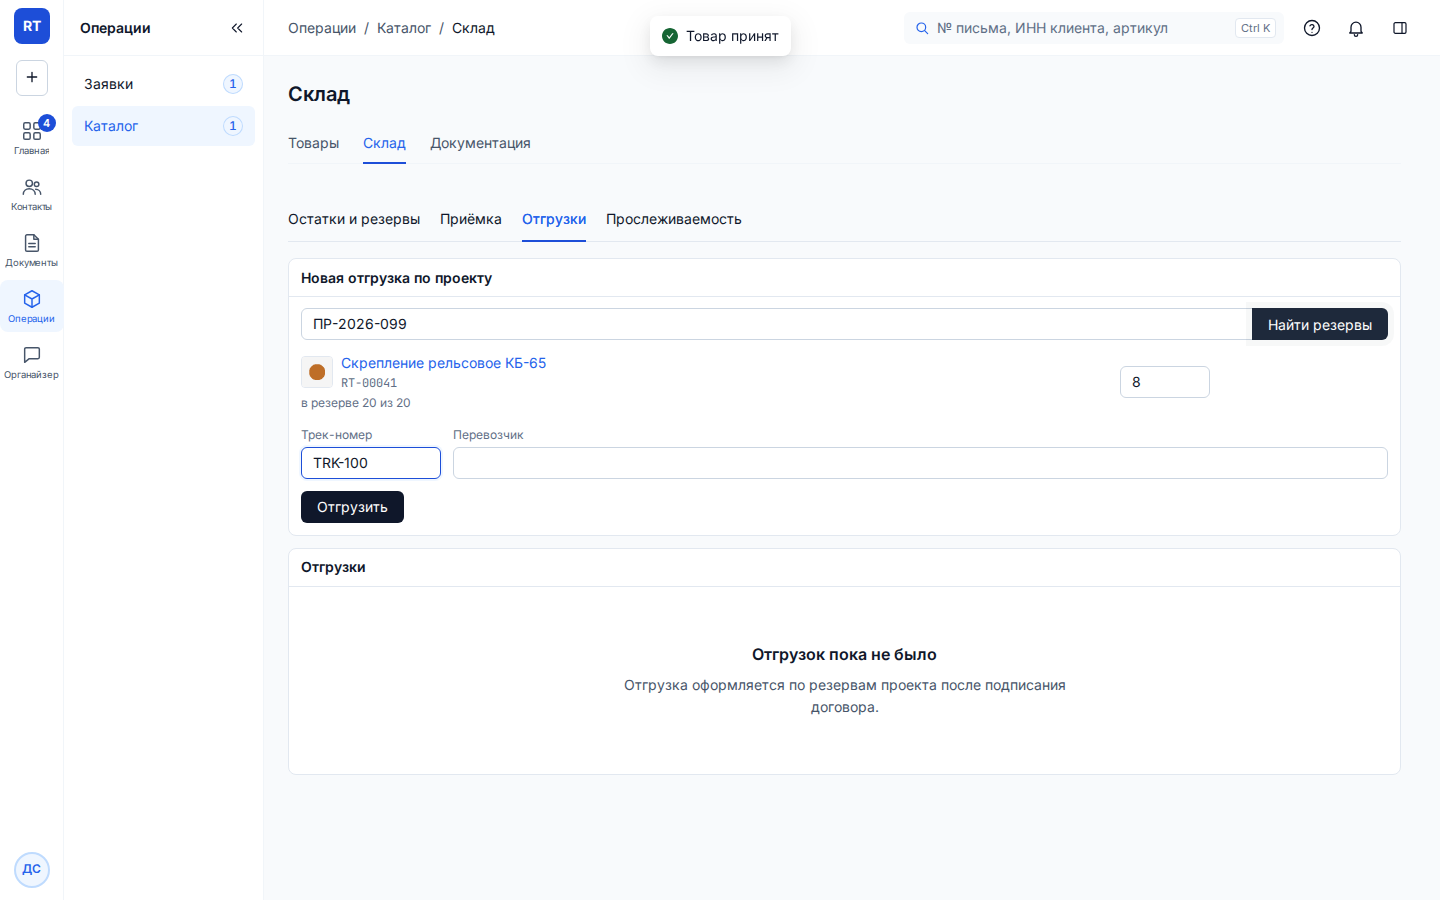 RT
Операции
Операции / Каталог / Склад
Товар принят
№ письма, ИНН клиента, артикул
Ctrl K
Заявки 1
Каталог 1
4
Главная
Контакты
Документы
Операции
Органайзер
ДС
Склад
Товары Склад Документация
Остатки и резервы Приёмка Отгрузки Прослеживаемость
Новая отгрузка по проекту
ПР-2026-099
Найти резервы
Скрепление рельсовое КБ-65
RT-00041
в резерве 20 из 20
8
Трек-номер Перевозчик
TRK-100
Отгрузить
Отгрузки
Отгрузок пока не было
Отгрузка оформляется по резервам проекта после подписания
договора.